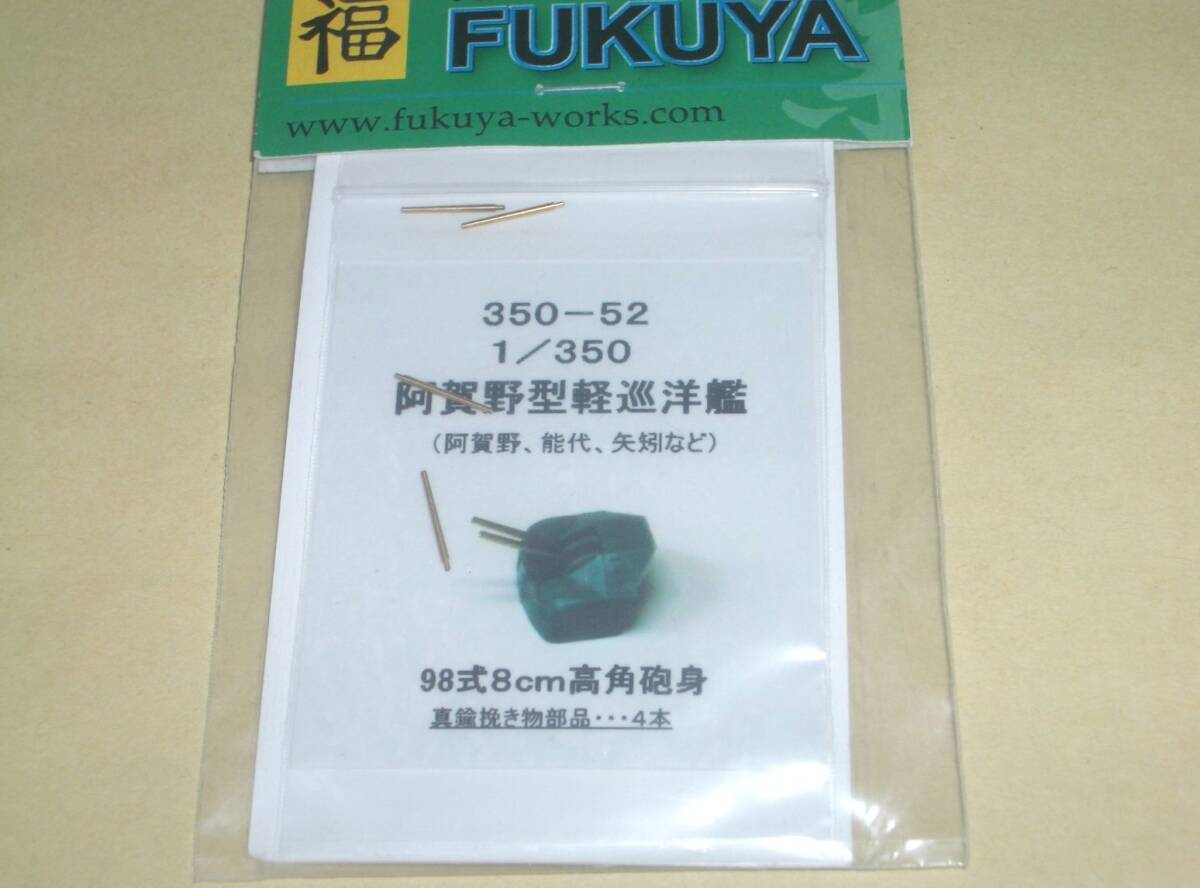 福
FUKUYA
www.fukuya-works.com
350－52
1／350
阿賀野型軽巡洋艦
（阿賀野、能代、矢矧など）
98式8cm高角砲身
真鍮挽き物部品･･･4本